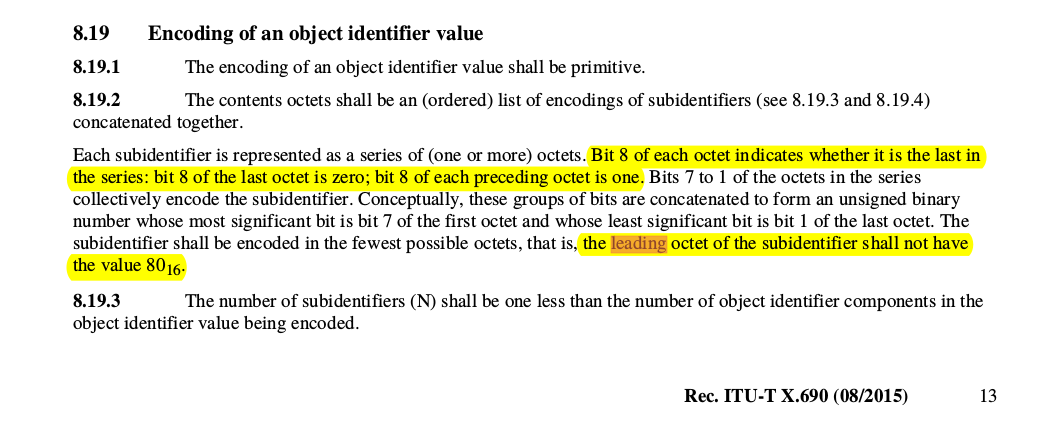 8.19 Encoding of an object identifier value
8.19.1 The encoding of an object identifier value shall be primitive.
8.19.2 The contents octets shall be an (ordered) list of encodings of subidentifiers (see 8.19.3 and 8.19.4)
concatenated together.
Each subidentifier is represented as a series of (one or more) octets. Bit 8 of each octet indicates whether it is the last in
the series: bit 8 of the last octet is zero; bit 8 of each preceding octet is one. Bits 7 to 1 of the octets in the series
collectively encode the subidentifier. Conceptually, these groups of bits are concatenated to form an unsigned binary
number whose most significant bit is bit 7 of the first octet and whose least significant bit is bit 1 of the last octet. The
subidentifier shall be encoded in the fewest possible octets, that is, the leading octet of the subidentifier shall not have
the value 80₁₆.
8.19.3 The number of subidentifiers (N) shall be one less than the number of object identifier components in the
object identifier value being encoded.
Rec. ITU-T X.690 (08/2015) 13